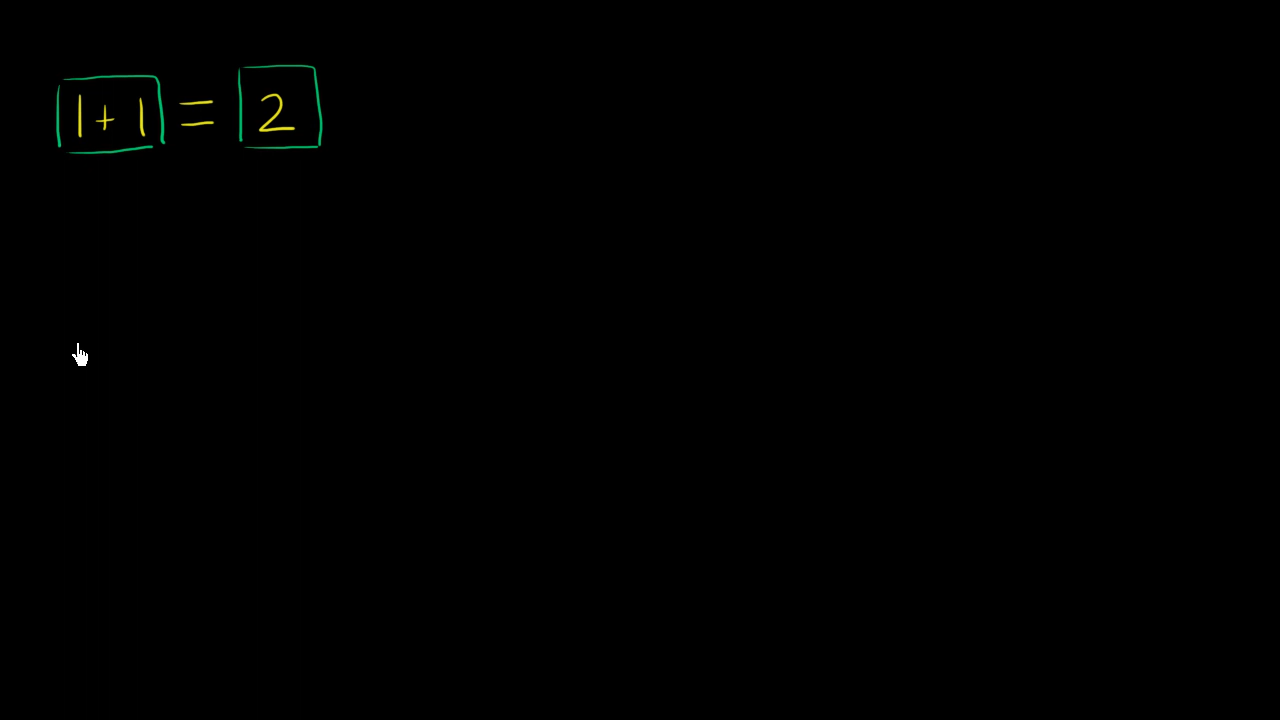 1 + 1 = 2